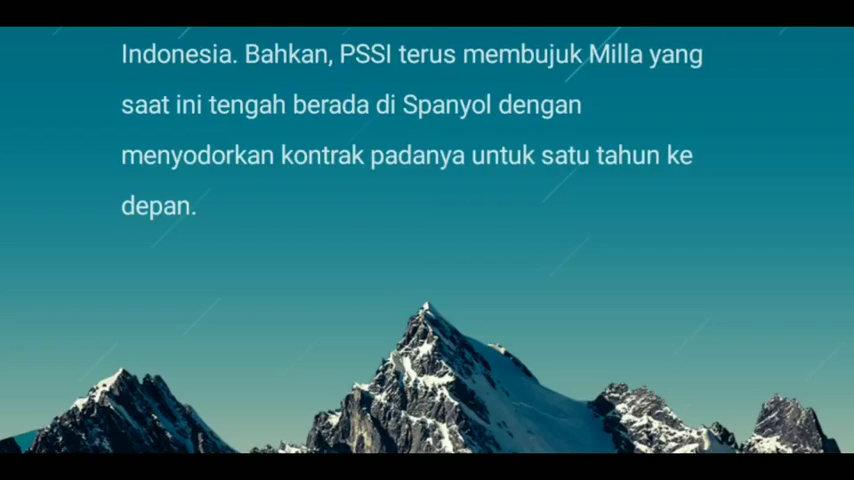 Indonesia. Bahkan, PSSI terus membujuk Milla yang
saat ini tengah berada di Spanyol dengan
menyodorkan kontrak padanya untuk satu tahun ke
depan.